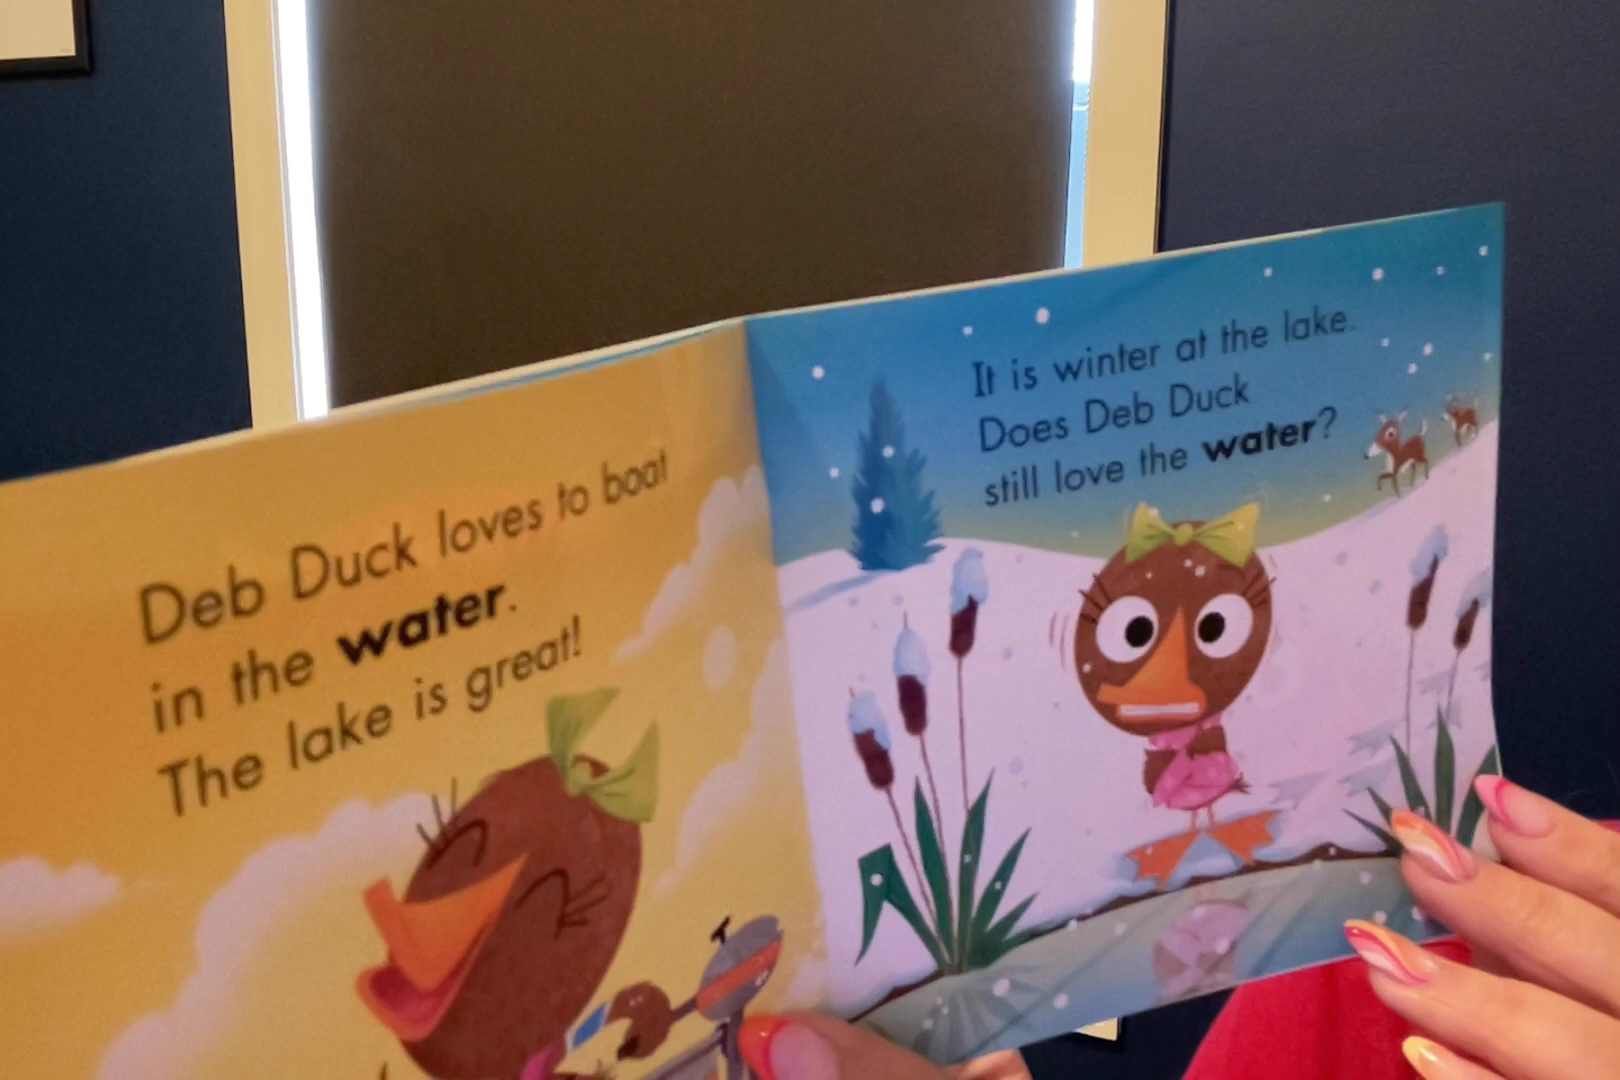 Deb Duck loves to boat
in the water.
The lake is great!
It is winter at the lake.
Does Deb Duck
still love the water?